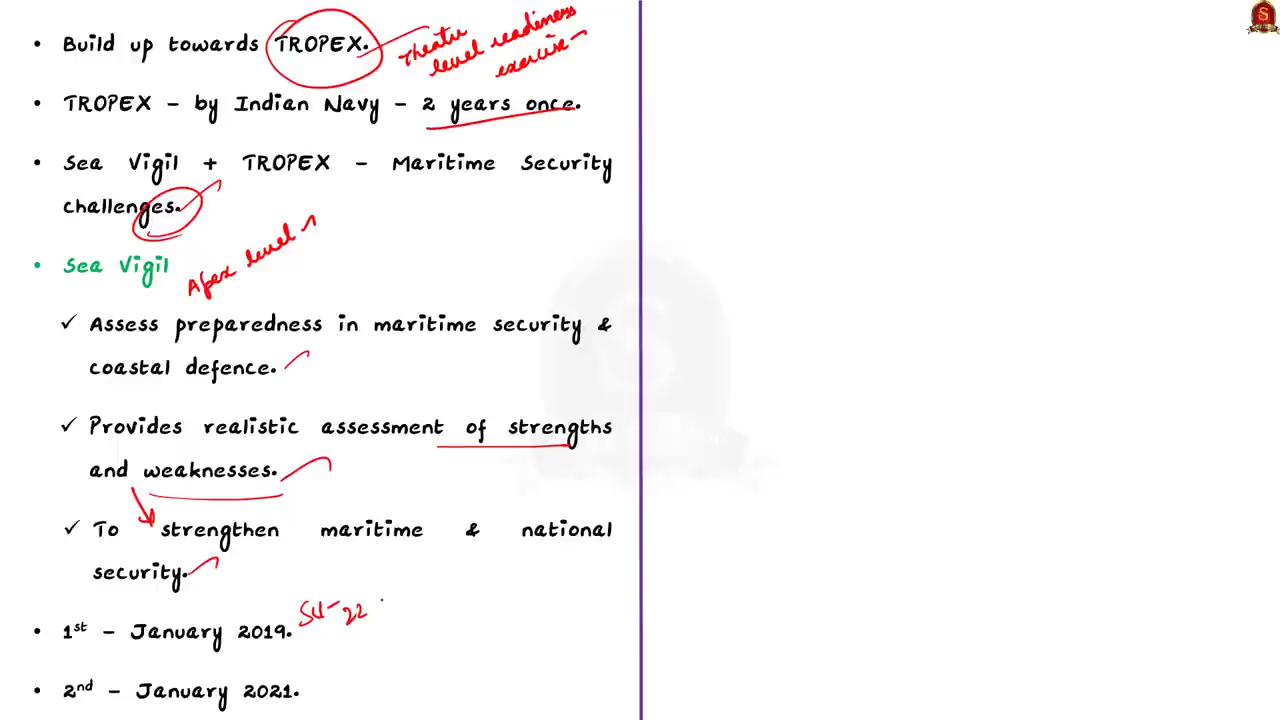 • Build up towards TROPEX.
Theatre
level readiness
exercise
• TROPEX - by Indian Navy - 2 years once.
• Sea Vigil + TROPEX - Maritime Security
challenges.
• Sea Vigil
Apex level
✓ Assess preparedness in maritime security &
coastal defence.
✓ Provides realistic assessment of strengths
and weaknesses.
✓ To strengthen maritime & national
security.
• 1st - January 2019.
SV-22
• 2nd - January 2021.
S